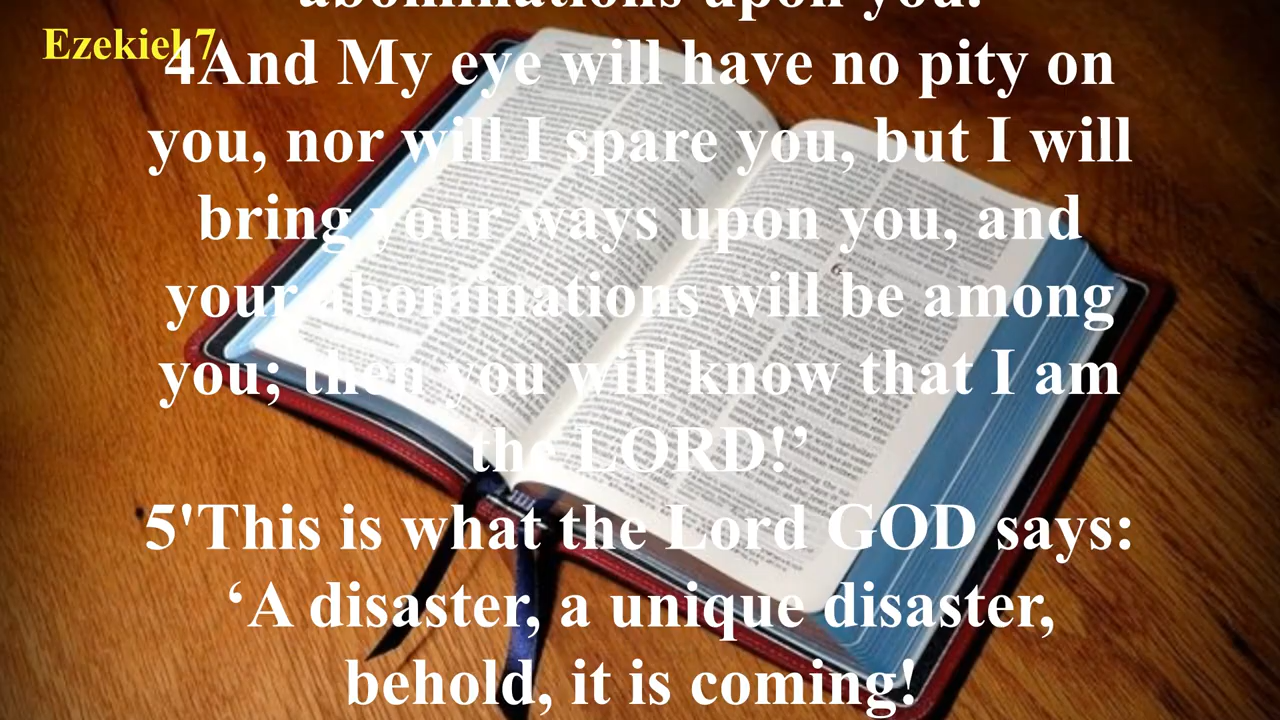 abominations upon you.
Ezekiel 7
4And My eye will have no pity on
you, nor will I spare you, but I will
bring your ways upon you, and
your abominations will be among
you; then you will know that I am
the LORD!’
5'This is what the Lord GOD says:
‘A disaster, a unique disaster,
behold, it is coming!